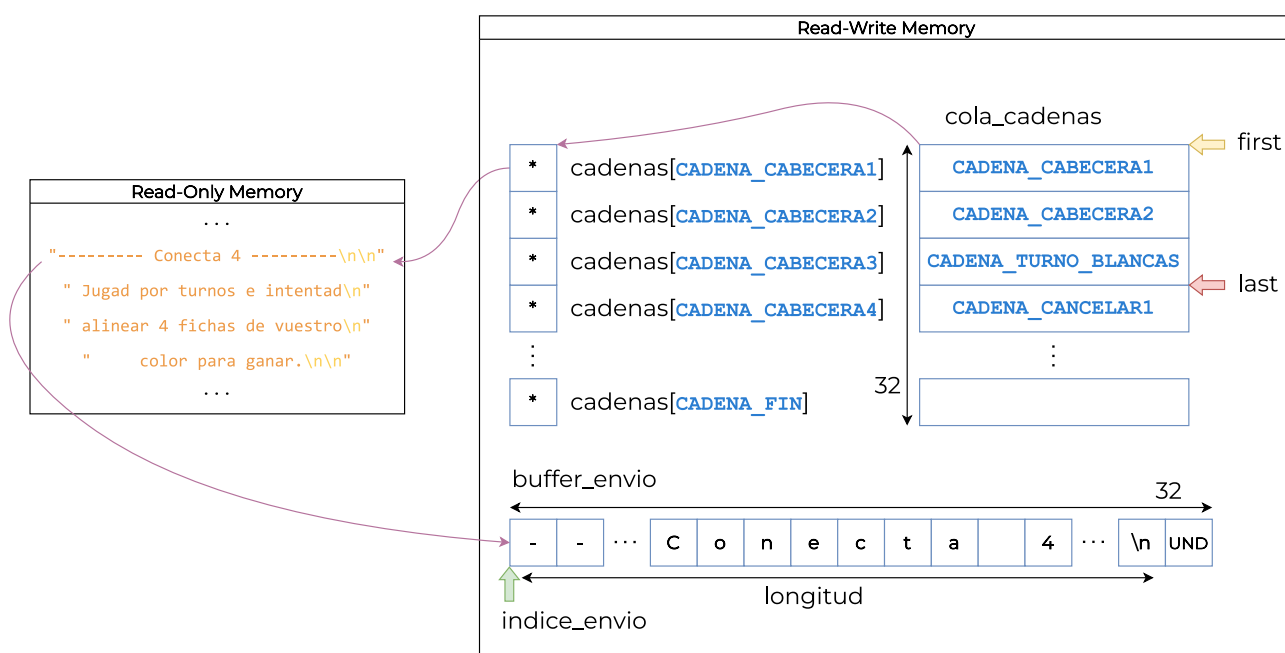 Read-Write Memory
cola_cadenas
first
* cadenas[CADENA_CABECERA1] CADENA_CABECERA1
Read-Only Memory
* cadenas[CADENA_CABECERA2] CADENA_CABECERA2
...
"--------- Conecta 4 ---------\n\n"
* cadenas[CADENA_CABECERA3] CADENA_TURNO_BLANCAS
last
" Jugad por turnos e intentad\n"
* cadenas[CADENA_CABECERA4] CADENA_CANCELAR1
" alinear 4 fichas de vuestro\n"
"     color para ganar.\n\n"
...
32
* cadenas[CADENA_FIN]
buffer_envio
32
- - ... C o n e c t a 4 ... \n UND
longitud
indice_envio